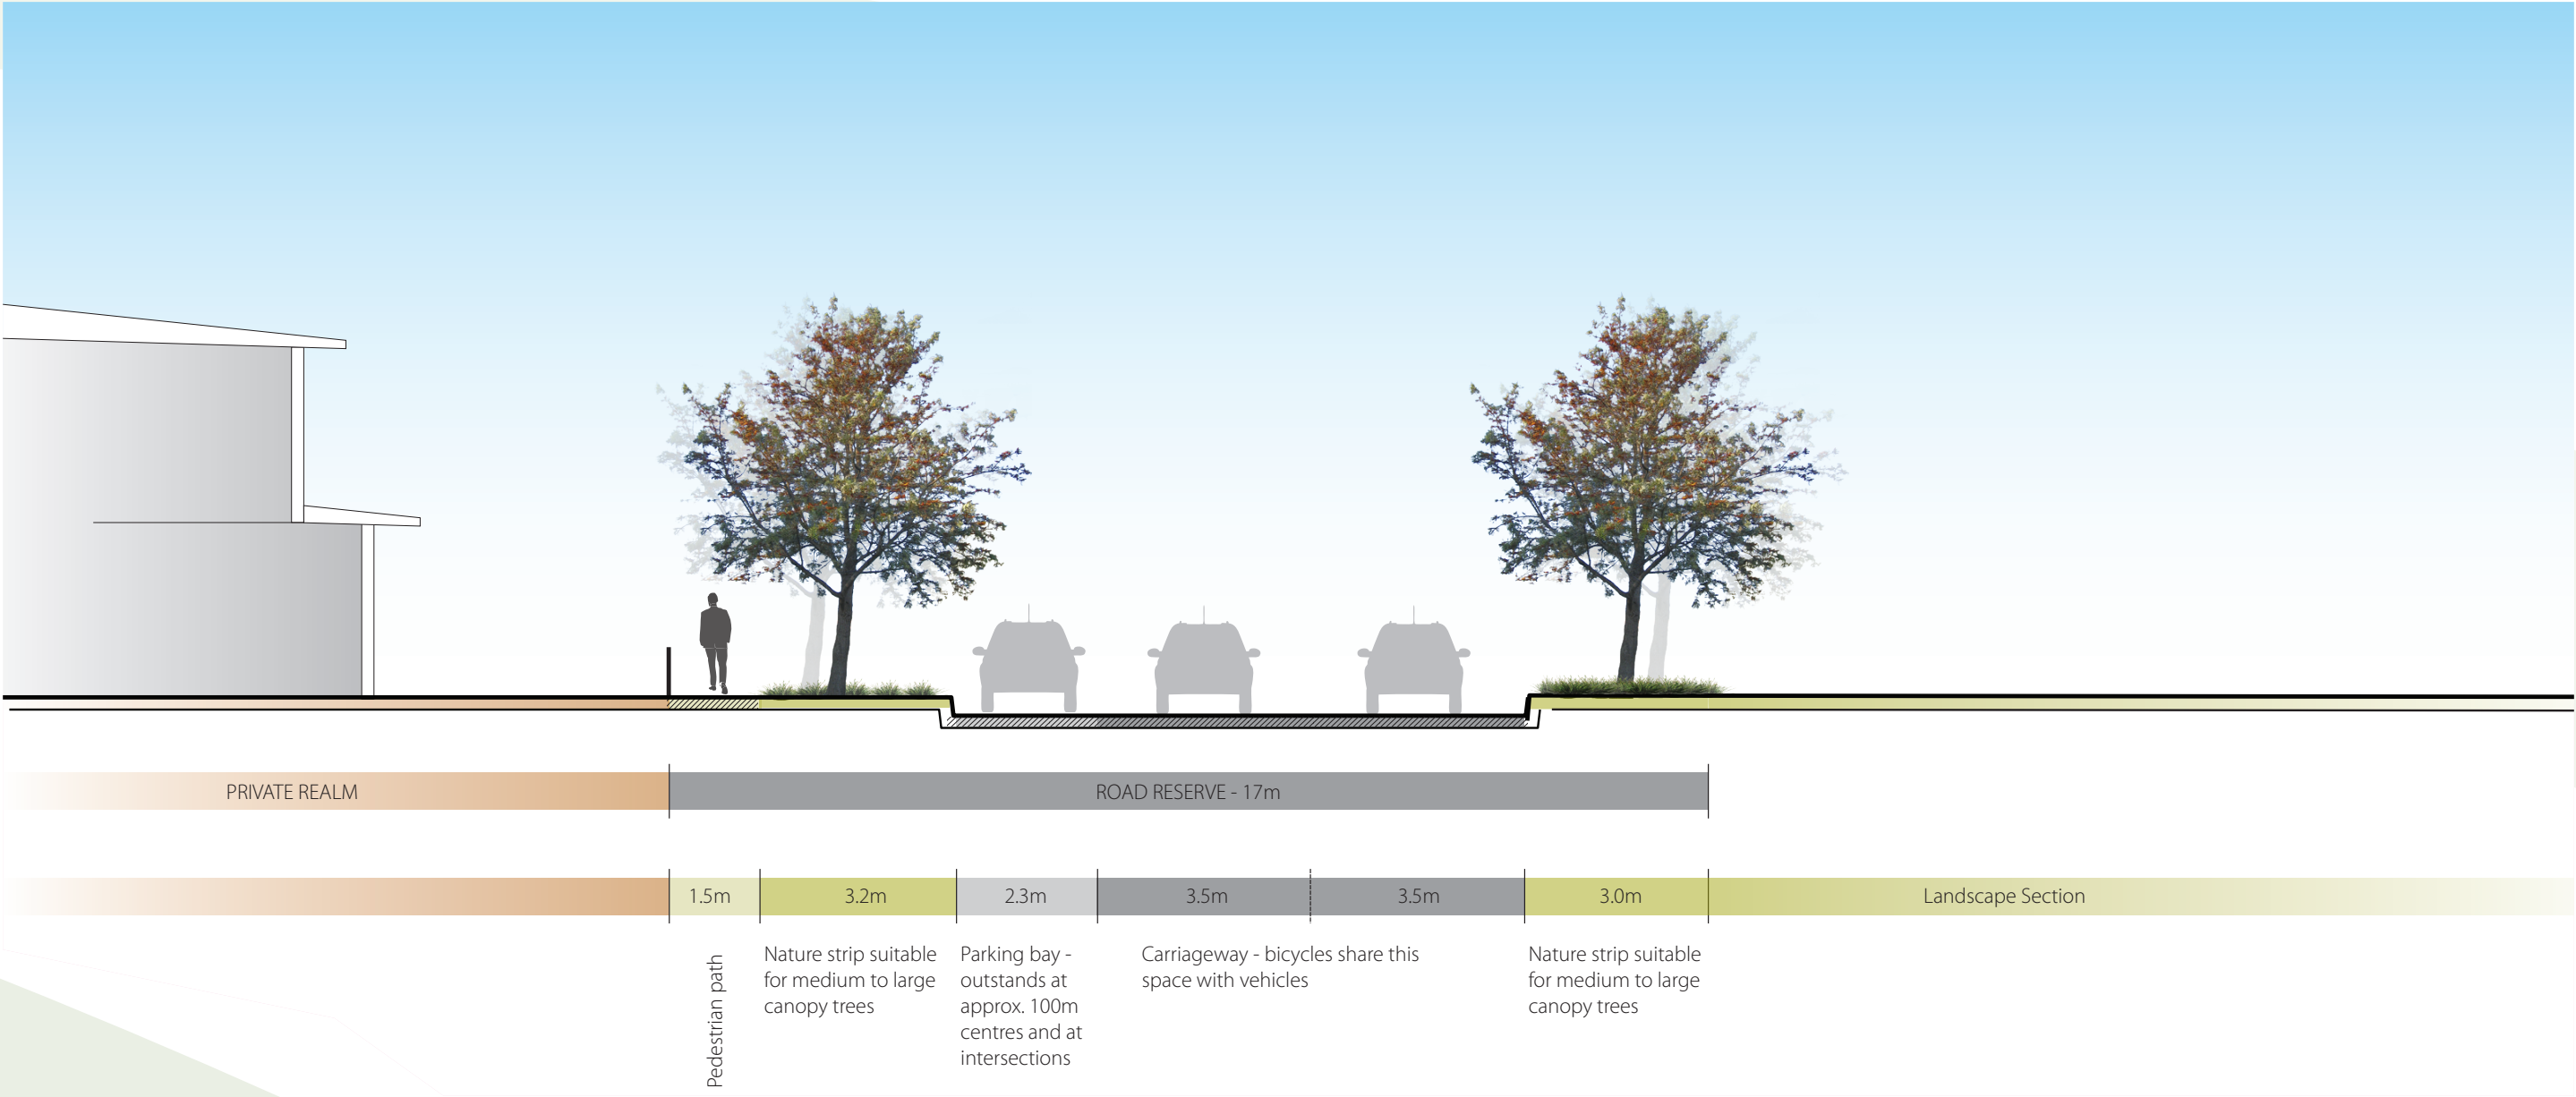 PRIVATE REALM
ROAD RESERVE - 17m
1.5m
3.2m
2.3m
3.5m
3.5m
3.0m
Landscape Section
Pedestrian path
Nature strip suitable
for medium to large
canopy trees
Parking bay -
outstands at
approx. 100m
centres and at
intersections
Carriageway - bicycles share this
space with vehicles
Nature strip suitable
for medium to large
canopy trees